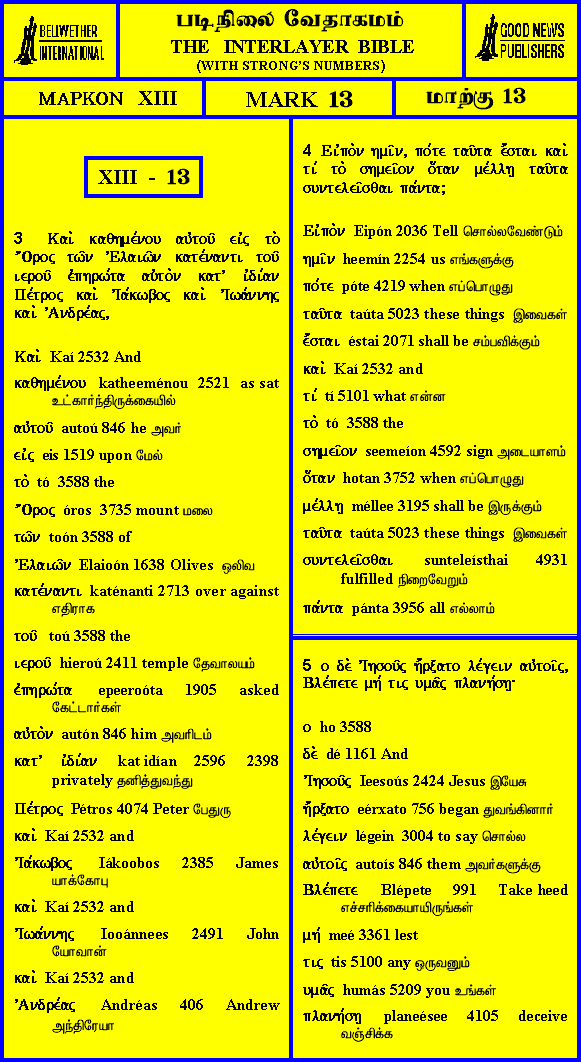 BELLWETHER
INTERNATIONAL
படிநிலை வேதாகமம்
THE INTERLAYER BIBLE
(WITH STRONG'S NUMBERS)
GOOD NEWS
PUBLISHERS
ΜΑΡΚΟΝ XIII
MARK 13
மாற்கு 13
XIII - 13
3 Καὶ καθημένου αὐτοῦ εἰς τὸ
Ὄρος τῶν Ἐλαιῶν κατέναντι τοῦ
ιεροῦ ἐπηρώτα αὐτὸν κατ' ἰδίαν
Πέτρος καὶ Ἰάκωβος καὶ Ἰωάννης
καὶ Ἀνδρέας,
Καὶ Kaí 2532 And
καθημένου katheeménou 2521 as sat
உட்கார்ந்திருக்கையில்
αὐτοῦ autoú 846 he அவர்
εἰς eis 1519 upon மேல்
τὸ tó 3588 the
Ὄρος óros 3735 mount மலை
τῶν toón 3588 of
Ἐλαιῶν Elaioón 1638 Olives ஒலிவ
κατέναντι katénanti 2713 over against
எதிராக
τοῦ toú 3588 the
ιεροῦ hieroú 2411 temple தேவாலயம்
ἐπηρώτα epeeroóta 1905 asked
கேட்டார்கள்
αὐτὸν autón 846 him அவரிடம்
κατ' ἰδίαν kat idían 2596 2398
privately தனித்துவந்து
Πέτρος Pétros 4074 Peter பேதுரு
καὶ Kaí 2532 and
Ἰάκωβος Iákoobos 2385 James
யாக்கோபு
καὶ Kaí 2532 and
Ἰωάννης Iooánnees 2491 John
யோவான்
καὶ Kaí 2532 and
Ἀνδρέας Andréas 406 Andrew
அந்திரேயா
4 Εἰπὸν ημῖν, πότε ταῦτα ἔσται καὶ
τί τὸ σημεῖον ὅταν μέλλῃ ταῦτα
συντελεῖσθαι πάντα;
Εἰπὸν Eipón 2036 Tell சொல்லவேண்டும்
ημῖν heemín 2254 us எங்களுக்கு
πότε póte 4219 when எப்பொழுது
ταῦτα taúta 5023 these things இவைகள்
ἔσται éstai 2071 shall be சம்பவிக்கும்
καὶ Kaí 2532 and
τί tí 5101 what என்ன
τὸ tó 3588 the
σημεῖον seemeíon 4592 sign அடையாளம்
ὅταν hotan 3752 when எப்பொழுது
μέλλῃ méllee 3195 shall be இருக்கும்
ταῦτα taúta 5023 these things இவைகள்
συντελεῖσθαι sunteleísthai 4931
fulfilled நிறைவேறும்
πάντα pánta 3956 all எல்லாம்
5 ο δὲ Ἰησοῦς ἤρξατο λέγειν αὐτοῖς,
Βλέπετε μή τις υμᾶς πλανήσῃ·
ο ho 3588
δὲ dé 1161 And
Ἰησοῦς Ieesoús 2424 Jesus இயேசு
ἤρξατο eérxato 756 began துவங்கினார்
λέγειν légein 3004 to say சொல்ல
αὐτοῖς autoís 846 them அவர்களுக்கு
Βλέπετε Blépete 991 Take heed
எச்சரிக்கையாயிருங்கள்
μή meé 3361 lest
τις tis 5100 any ஒருவனும்
υμᾶς humás 5209 you உங்கள்
πλανήσῃ planeésee 4105 deceive
வஞ்சிக்க